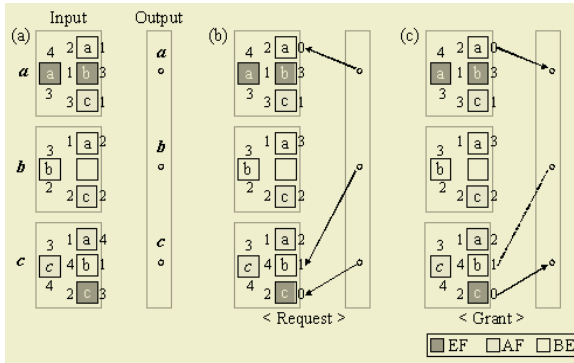 Input Output
(a) (b) (c)
a
4 2 a 1
a 1 b 3
3 3 c 1
a
b
3 1 a 2
b
2 2 c 2
b
c
3 1 a 4
c 4 b 1
4 2 c 3
c
4 2 a 0
a 1 b 3
3 3 c 1
3 1 a 3
b
2 2 c 2
3 1 a 2
c 4 b 1
4 2 c 0
< Request >
4 2 a 0
a 1 b 3
3 3 c 1
3 1 a 3
b
2 2 c 2
3 1 a 2
c 4 b 1
4 2 c 0
< Grant >
EF AF BE